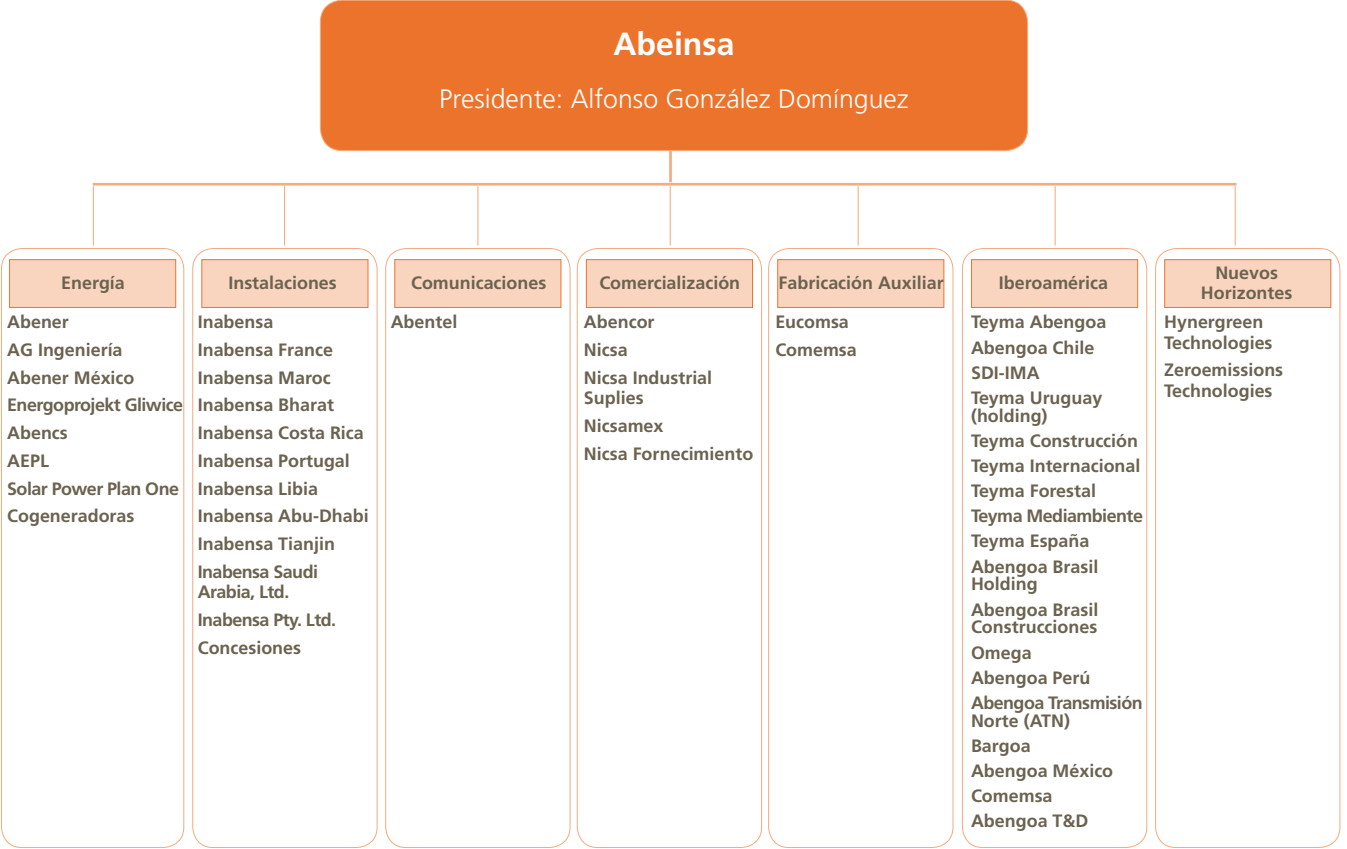 Abeinsa
Presidente: Alfonso González Domínguez
Energía
Abener
AG Ingeniería
Abener México
Energoprojekt Gliwice
Abencs
AEPL
Solar Power Plan One
Cogeneradoras
Instalaciones
Inabensa
Inabensa France
Inabensa Maroc
Inabensa Bharat
Inabensa Costa Rica
Inabensa Portugal
Inabensa Libia
Inabensa Abu-Dhabi
Inabensa Tianjin
Inabensa Saudi
Arabia, Ltd.
Inabensa Pty. Ltd.
Concesiones
Comunicaciones
Abentel
Comercialización
Abencor
Nicsa
Nicsa Industrial
Suplies
Nicsamex
Nicsa Fornecimiento
Fabricación Auxiliar
Eucomsa
Comemsa
Iberoamérica
Teyma Abengoa
Abengoa Chile
SDI-IMA
Teyma Uruguay
(holding)
Teyma Construcción
Teyma Internacional
Teyma Forestal
Teyma Mediambiente
Teyma España
Abengoa Brasil
Holding
Abengoa Brasil
Construcciones
Omega
Abengoa Perú
Abengoa Transmisión
Norte (ATN)
Bargoa
Abengoa México
Comemsa
Abengoa T&D
Nuevos
Horizontes
Hynergreen
Technologies
Zeroemissions
Technologies